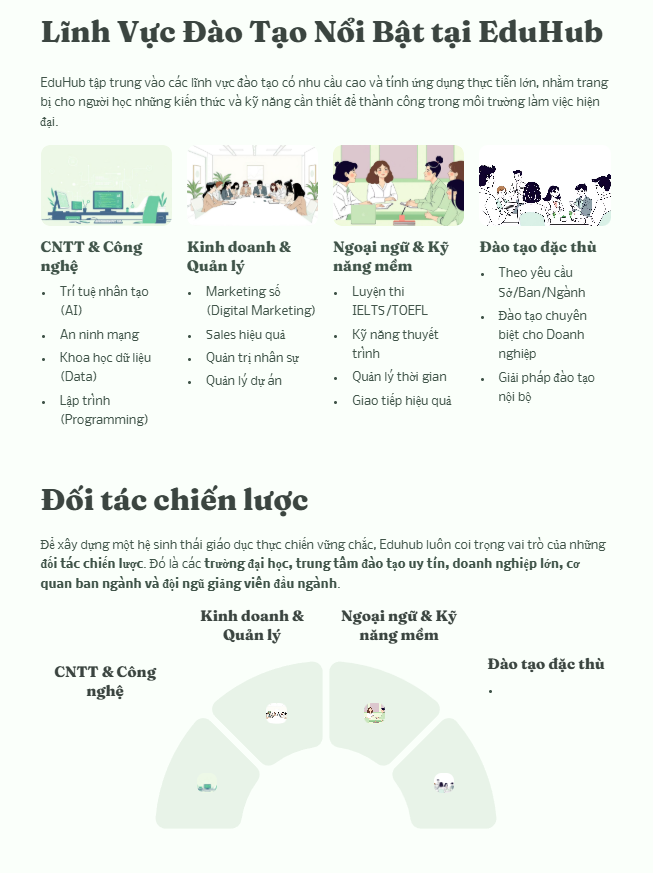 Lĩnh Vực Đào Tạo Nổi Bật tại EduHub
EduHub tập trung vào các lĩnh vực đào tạo có nhu cầu cao và tính ứng dụng thực tiễn lớn, nhằm trang
bị cho người học những kiến thức và kỹ năng cần thiết để thành công trong môi trường làm việc hiện
đại.
CNTT & Công
nghệ
• Trí tuệ nhân tạo
(AI)
• An ninh mạng
• Khoa học dữ liệu
(Data)
• Lập trình
(Programming)
Kinh doanh &
Quản lý
• Marketing số
(Digital Marketing)
• Sales hiệu quả
• Quản trị nhân sự
• Quản lý dự án
Ngoại ngữ & Kỹ
năng mềm
• Luyện thi
IELTS/TOEFL
• Kỹ năng thuyết
trình
• Quản lý thời gian
• Giao tiếp hiệu quả
Đào tạo đặc thù
• Theo yêu cầu
Sở/Ban/Ngành
• Đào tạo chuyên
biệt cho Doanh
nghiệp
• Giải pháp đào tạo
nội bộ
Đối tác chiến lược
Để xây dựng một hệ sinh thái giáo dục thực chiến vững chắc, Eduhub luôn coi trọng vai trò của những
đối tác chiến lược. Đó là các trường đại học, trung tâm đào tạo uy tín, doanh nghiệp lớn, cơ
quan ban ngành và đội ngũ giảng viên đầu ngành.
CNTT & Công
nghệ
Kinh doanh &
Quản lý
Ngoại ngữ & Kỹ
năng mềm
Đào tạo đặc thù
•